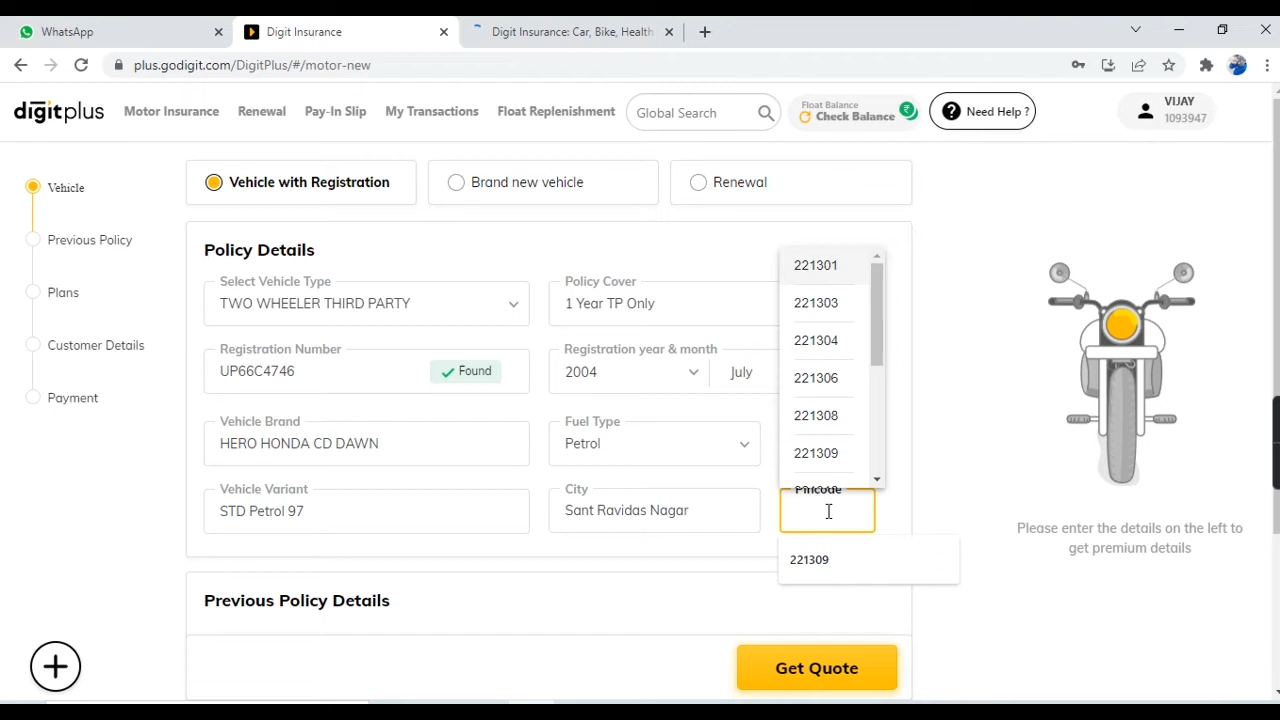 WhatsApp
Digit Insurance
Digit Insurance: Car, Bike, Health
plus.godigit.com/DigitPlus/#/motor-new
digitplus
Motor Insurance
Renewal
Pay-In Slip
My Transactions
Float Replenishment
Global Search
Float Balance
Check Balance
Need Help ?
VIJAY
1093947
Vehicle
Previous Policy
Plans
Customer Details
Payment
Vehicle with Registration
Brand new vehicle
Renewal
Policy Details
Select Vehicle Type
TWO WHEELER THIRD PARTY
Policy Cover
1 Year TP Only
Registration Number
UP66C4746
Found
Registration year & month
2004
July
Vehicle Brand
HERO HONDA CD DAWN
Fuel Type
Petrol
Vehicle Variant
STD Petrol 97
City
Sant Ravidas Nagar
221301
221303
221304
221306
221308
221309
Pincode
221309
Please enter the details on the left to
get premium details
Previous Policy Details
Get Quote